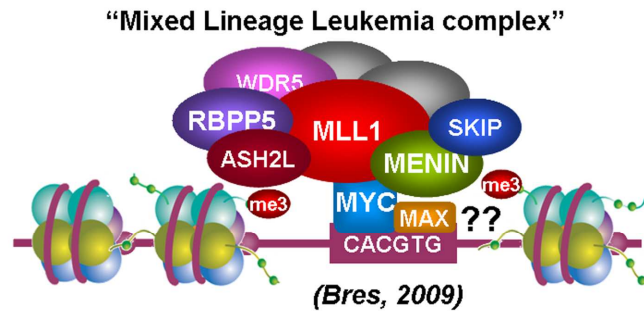 "Mixed Lineage Leukemia complex"
WDR5
RBPP5
MLL1
SKIP
ASH2L
MENIN
me3
me3
MYC
MAX
??
CACGTG
(Bres, 2009)